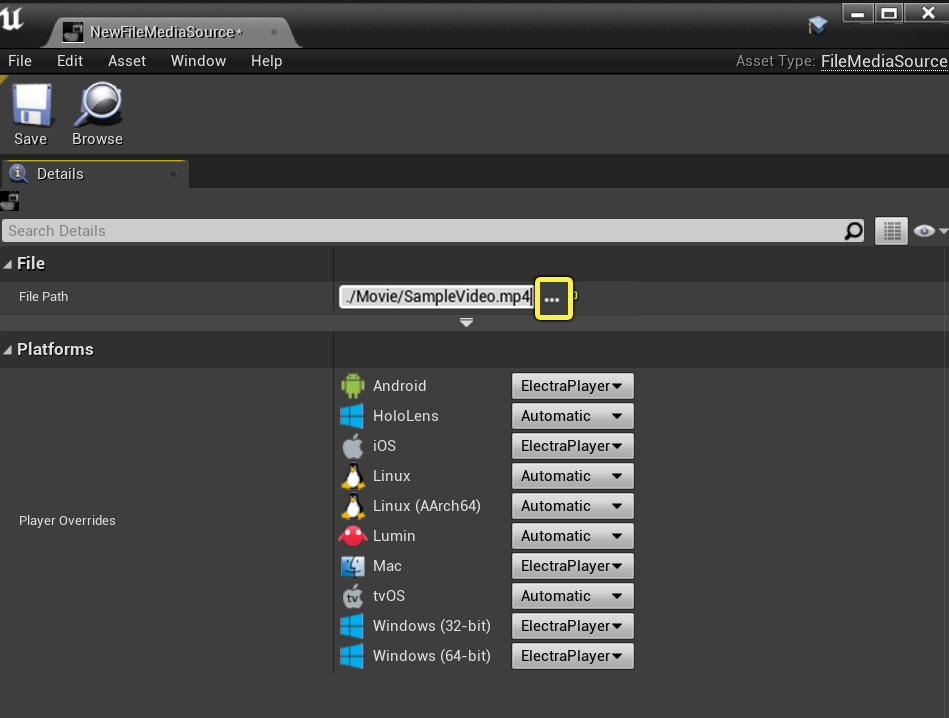 NewFileMediaSource*
File Edit Asset Window Help Asset Type: FileMediaSource
Save Browse
Details
Search Details
File
File Path ./Movie/SampleVideo.mp4 ...
Platforms
Android ElectraPlayer
HoloLens Automatic
iOS ElectraPlayer
Linux Automatic
Linux (AArch64) Automatic
Player Overrides
Lumin Automatic
Mac ElectraPlayer
tv tvOS Automatic
Windows (32-bit) ElectraPlayer
Windows (64-bit) ElectraPlayer